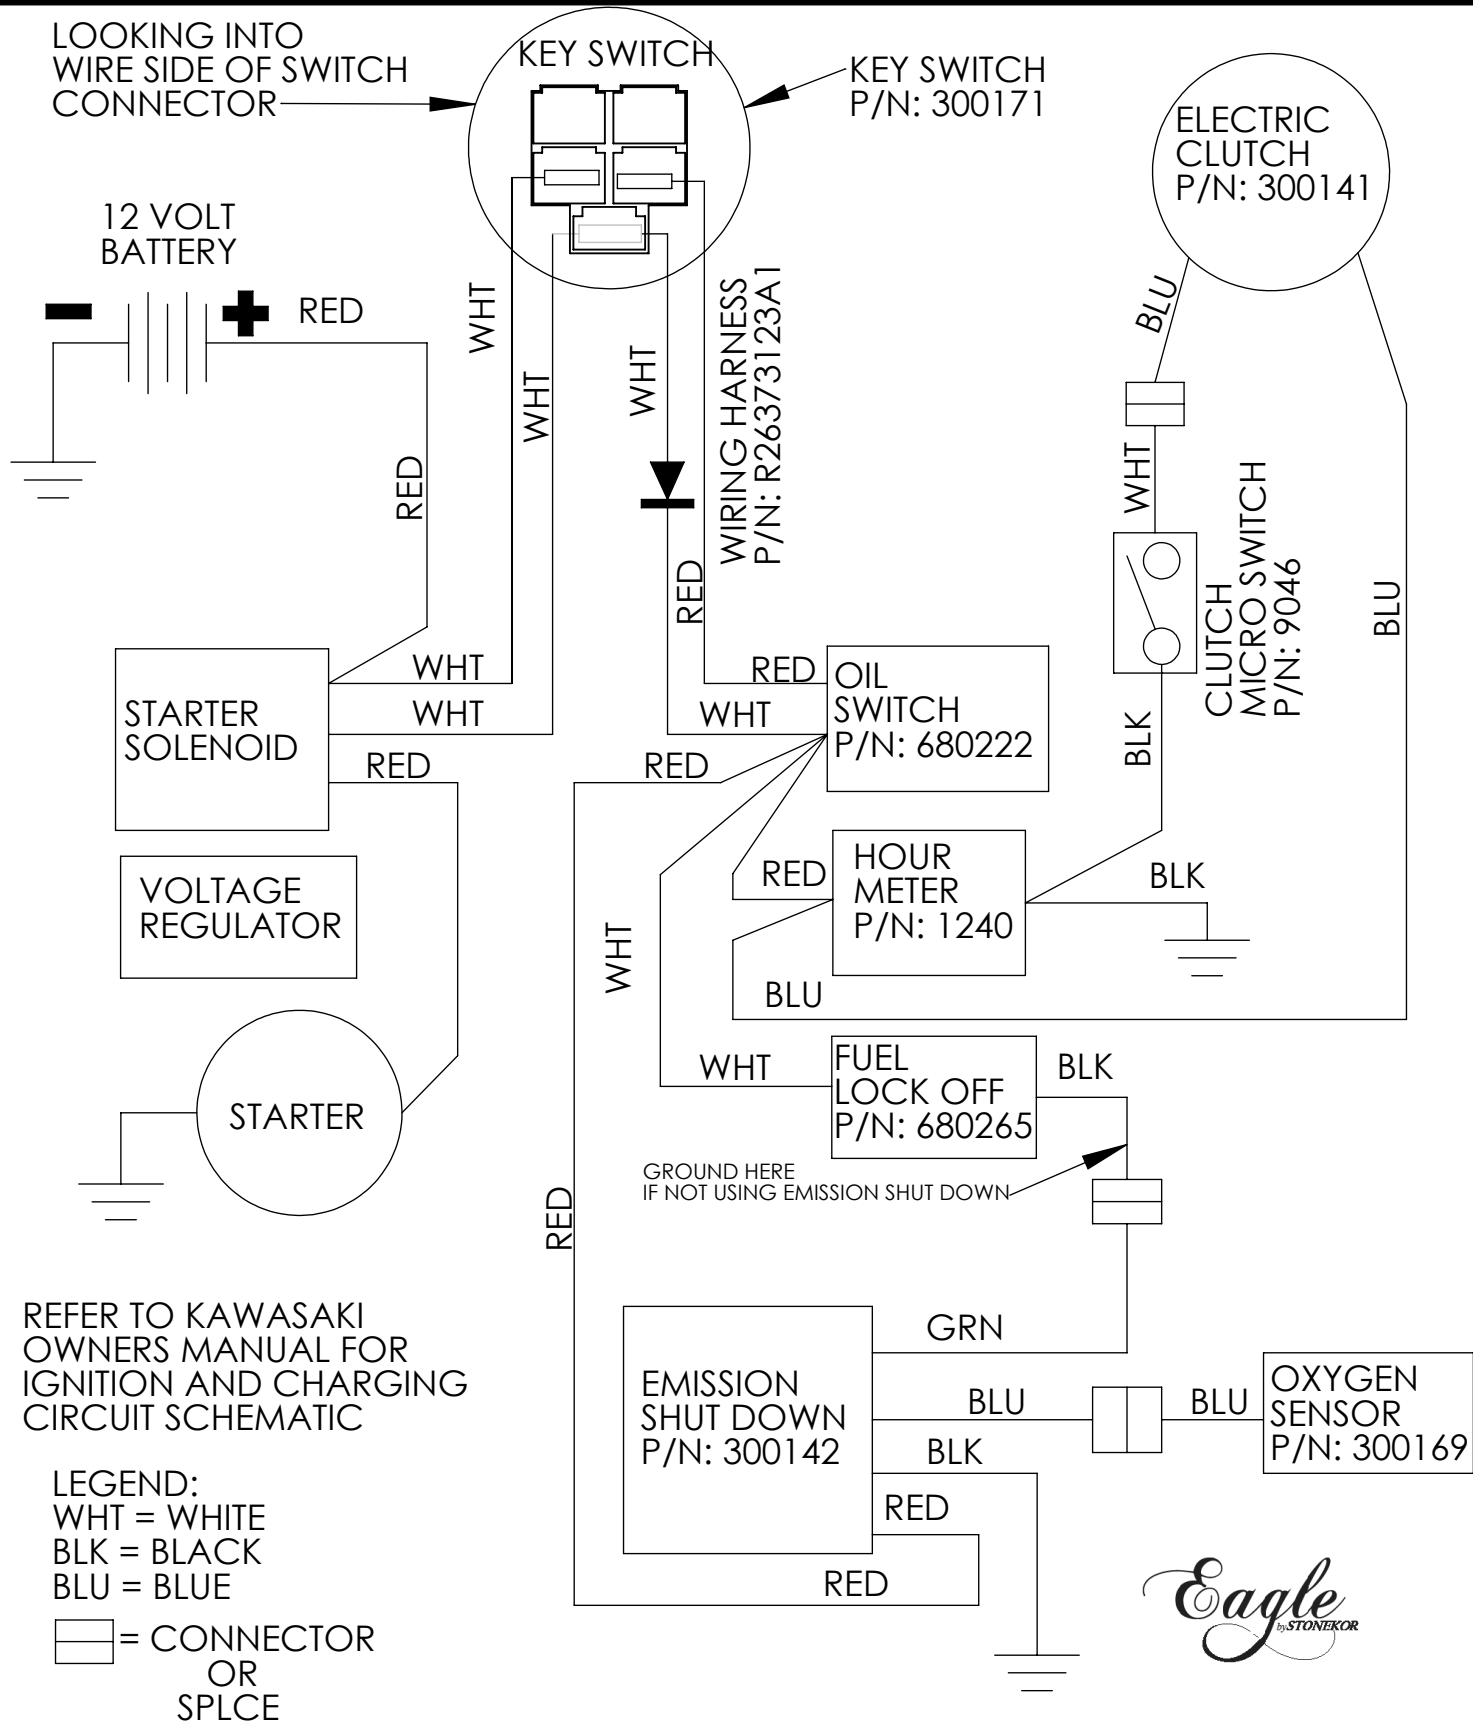 LOOKING INTO
WIRE SIDE OF SWITCH
CONNECTOR
KEY SWITCH
KEY SWITCH
P/N: 300171
ELECTRIC
CLUTCH
P/N: 300141
12 VOLT
BATTERY
RED
RED
WHT
WHT
WHT
WIRING HARNESS
P/N: R26373123A1
RED
BLU
WHT
CLUTCH
MICRO SWITCH
P/N: 9046
BLU
BLK
STARTER
SOLENOID
WHT
WHT
RED
RED
WHT
RED
OIL
SWITCH
P/N: 680222
VOLTAGE
REGULATOR
RED
HOUR
METER
P/N: 1240
BLK
WHT
BLU
STARTER
WHT
FUEL
LOCK OFF
P/N: 680265
BLK
GROUND HERE
IF NOT USING EMISSION SHUT DOWN
RED
REFER TO KAWASAKI
OWNERS MANUAL FOR
IGNITION AND CHARGING
CIRCUIT SCHEMATIC
EMISSION
SHUT DOWN
P/N: 300142
GRN
BLU
BLU
BLK
RED
RED
OXYGEN
SENSOR
P/N: 300169
LEGEND:
WHT = WHITE
BLK = BLACK
BLU = BLUE
= CONNECTOR
OR
SPLCE
Eagle
by STONEKOR